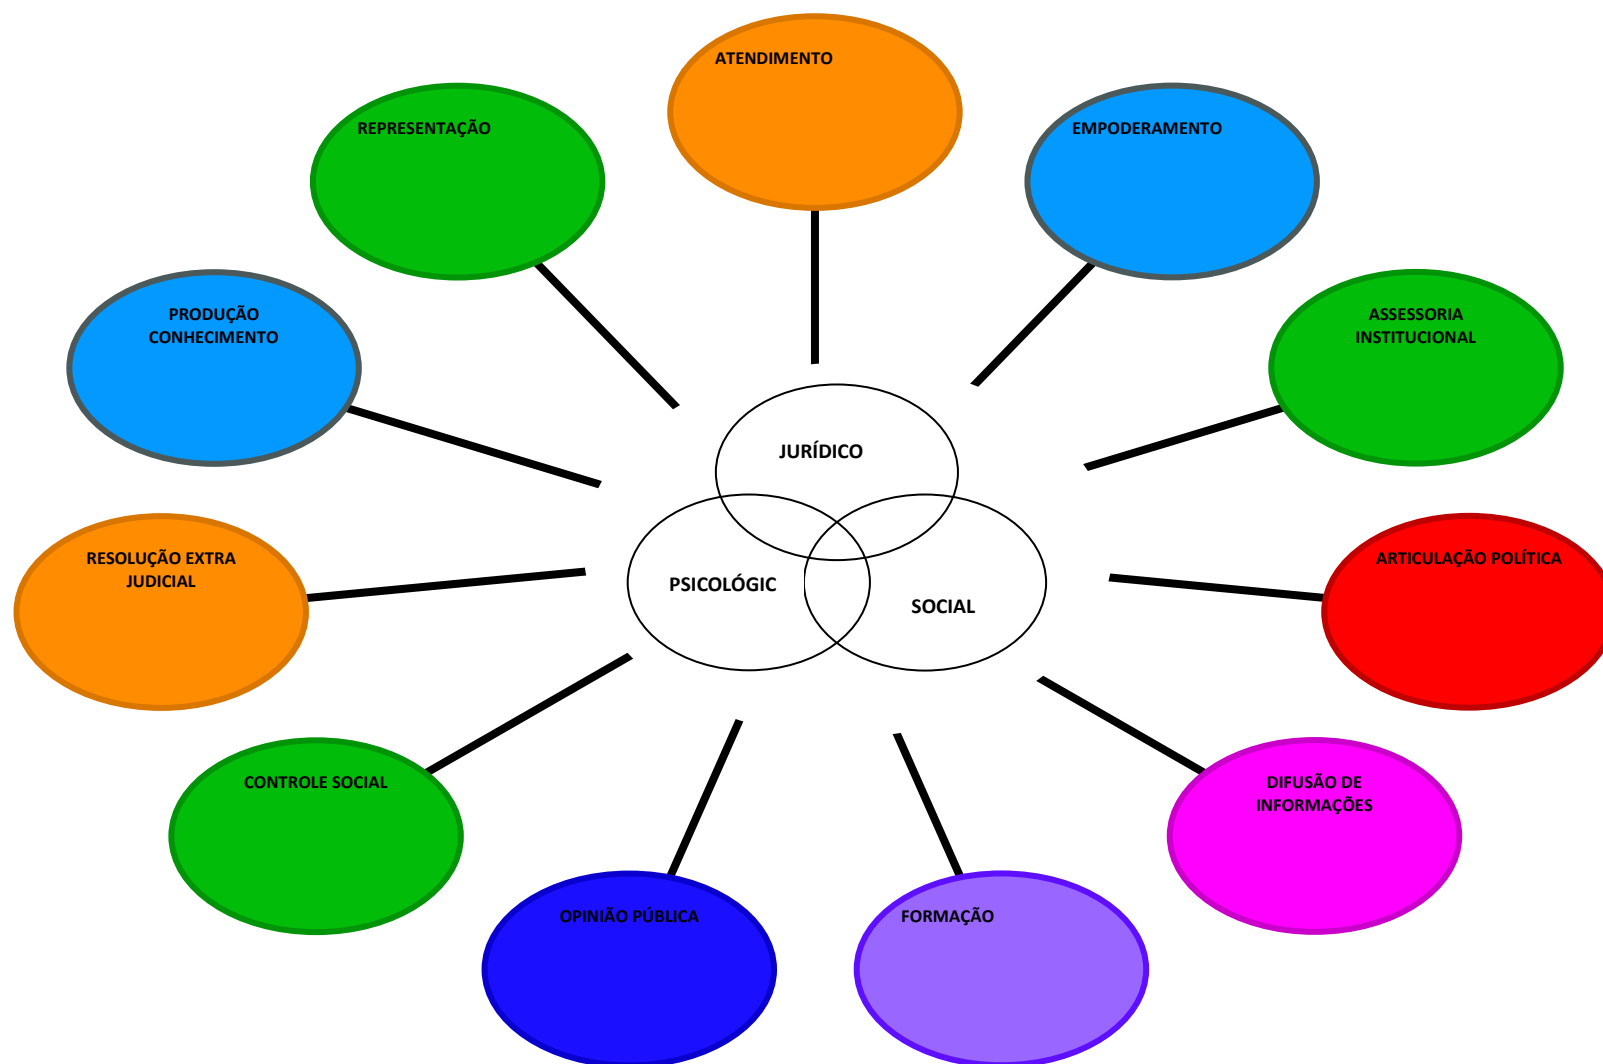 ATENDIMENTO
REPRESENTAÇÃO
EMPODERAMENTO
PRODUÇÃO
CONHECIMENTO
ASSESSORIA
INSTITUCIONAL
JURÍDICO
RESOLUÇÃO EXTRA
JUDICIAL
ARTICULAÇÃO POLÍTICA
PSICOLÓGIC
SOCIAL
CONTROLE SOCIAL
DIFUSÃO DE
INFORMAÇÕES
OPINIÃO PÚBLICA
FORMAÇÃO